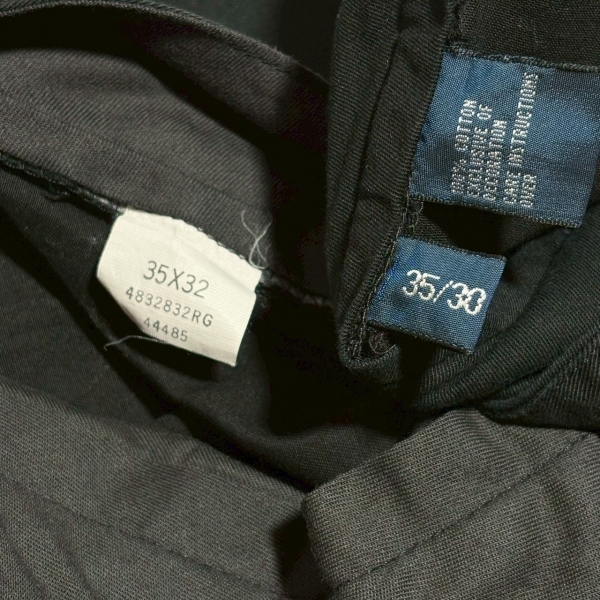 35X32
4832832RG
44485
100% COTTON
EXCLUSIVE OF
DECORATION
CARE INSTRUCTIONS
OVER
35/30